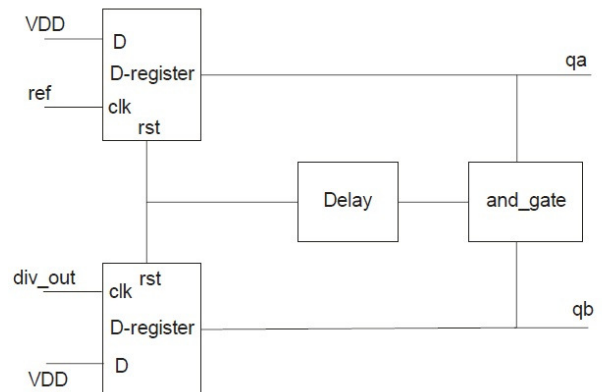 VDD
D
D-register
qa
ref
clk
rst
Delay
and_gate
div_out
rst
clk
D-register
qb
D
VDD